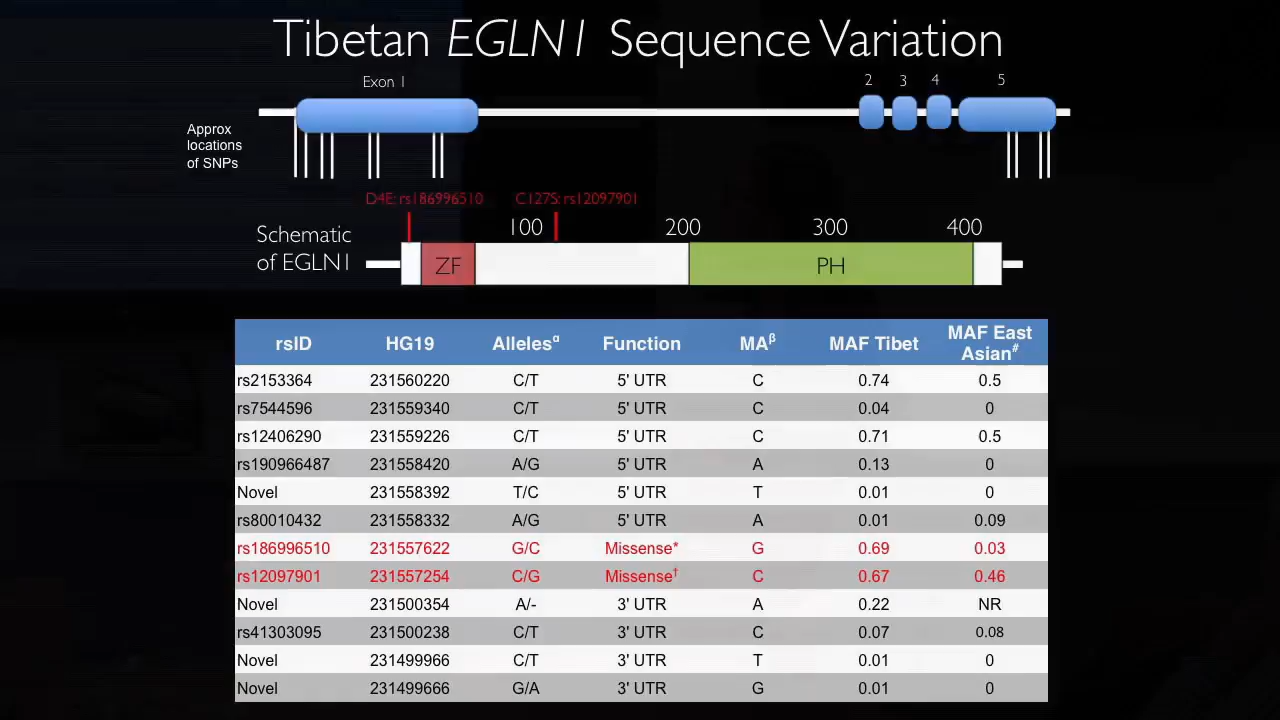 Tibetan EGLN1 Sequence Variation
Exon 1
2 3 4 5
Approx
locations
of SNPs
D4E: rs186996510 C127S: rs12097901
100 200 300 400
Schematic
of EGLN1
ZF PH
rsID HG19 Allelesα Function MAβ MAF Tibet MAF East Asian#
rs2153364 231560220 C/T 5' UTR C 0.74 0.5
rs7544596 231559340 C/T 5' UTR C 0.04 0
rs12406290 231559226 C/T 5' UTR C 0.71 0.5
rs190966487 231558420 A/G 5' UTR A 0.13 0
Novel 231558392 T/C 5' UTR T 0.01 0
rs80010432 231558332 A/G 5' UTR A 0.01 0.09
rs186996510 231557622 G/C Missense* G 0.69 0.03
rs12097901 231557254 C/G Missense† C 0.67 0.46
Novel 231500354 A/- 3' UTR A 0.22 NR
rs41303095 231500238 C/T 3' UTR C 0.07 0.08
Novel 231499966 C/T 3' UTR T 0.01 0
Novel 231499666 G/A 3' UTR G 0.01 0